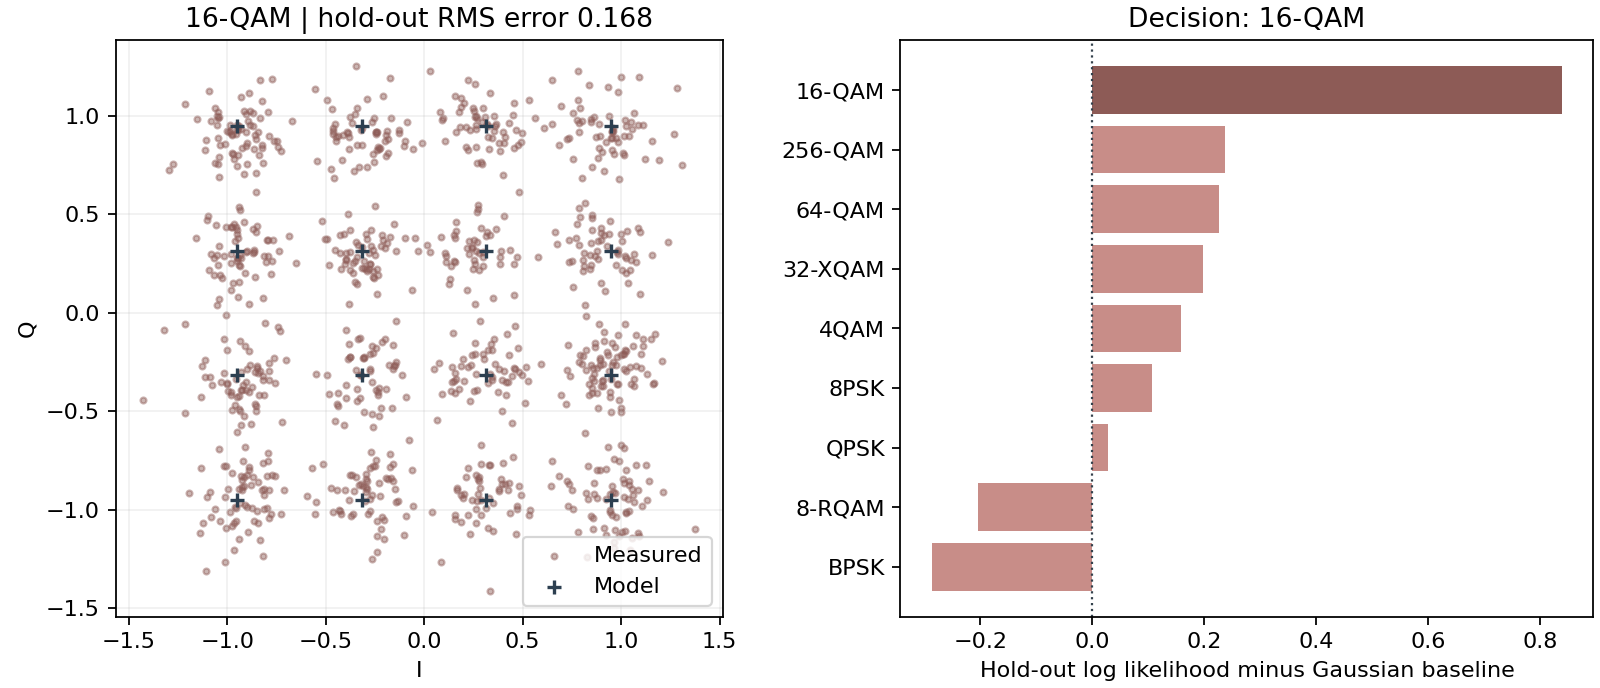 16-QAM | hold-out RMS error 0.168
1.0
0.5
0.0
−0.5
−1.0
−1.5
Q
−1.5 −1.0 −0.5 0.0 0.5 1.0 1.5
I
Measured
Model
Decision: 16-QAM
16-QAM
256-QAM
64-QAM
32-XQAM
4QAM
8PSK
QPSK
8-RQAM
BPSK
−0.2 0.0 0.2 0.4 0.6 0.8
Hold-out log likelihood minus Gaussian baseline